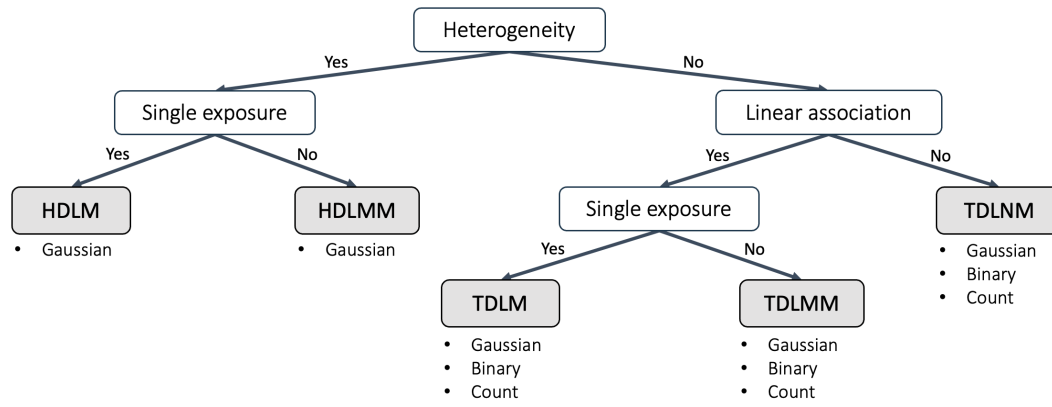 Heterogeneity
Yes
No
Single exposure
Linear association
Yes
No
Yes
No
HDLM
HDLMM
Single exposure
TDLNM
• Gaussian
• Gaussian
• Gaussian
• Binary
• Count
Yes
No
TDLM
TDLMM
• Gaussian
• Binary
• Count
• Gaussian
• Binary
• Count